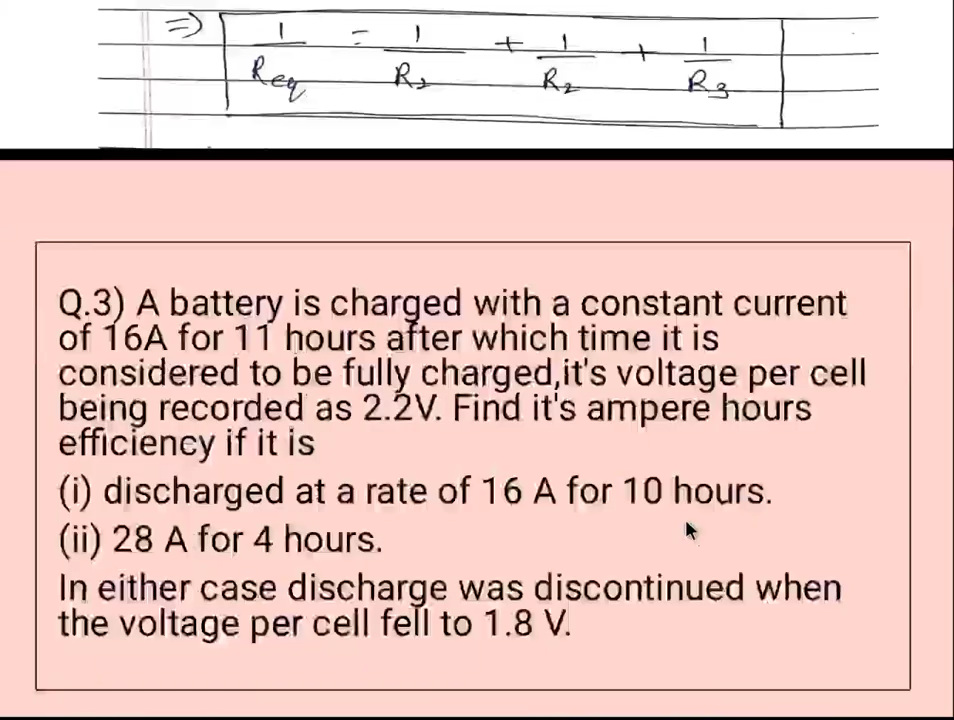 ⇒ 1/Req = 1/R1 + 1/R2 + 1/R3
Q.3) A battery is charged with a constant current
of 16A for 11 hours after which time it is
considered to be fully charged,it's voltage per cell
being recorded as 2.2V. Find it's ampere hours
efficiency if it is
(i) discharged at a rate of 16 A for 10 hours.
(ii) 28 A for 4 hours.
In either case discharge was discontinued when
the voltage per cell fell to 1.8 V.